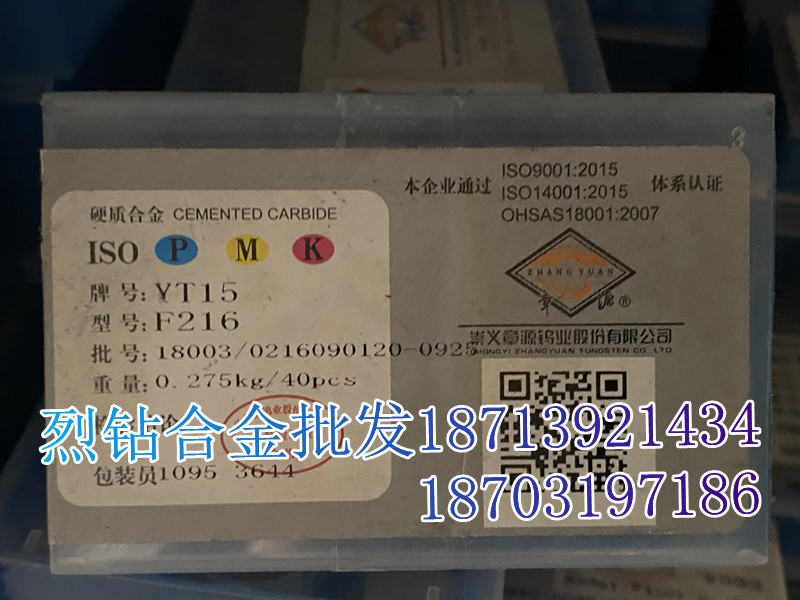 3
本企业通过
ISO9001:2015
ISO14001:2015
OHSAS18001:2007
体系认证
硬质合金 CEMENTED CARBIDE
ISO P M K
牌号:YT15
型号:F216
批号:18003/0216090120-0925
重量:0.275kg/40pcs
包装员1095 3644
ZHANG YUAN
章 源®
崇义章源钨业股份有限公司
CHONGYI ZHANGYUAN TUNGSTEN CO.,LTD
烈钻合金批发18713921434
18703197186